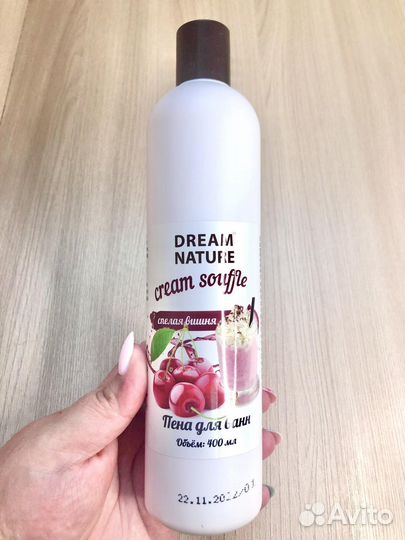 DREAM
NATURE
cream souffle
спелая вишня
Пена для ванн
Объём: 400 мл
Avito